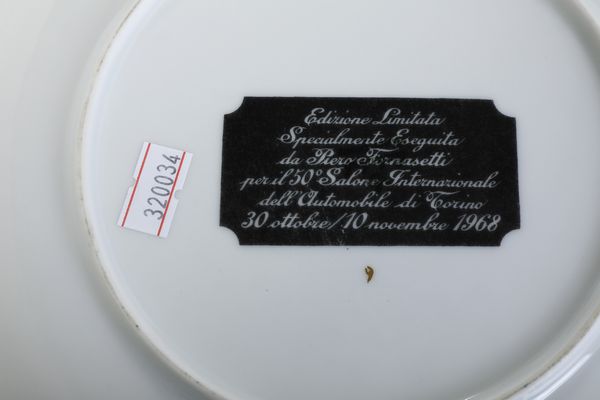 Edizione Limitata
Specialmente Eseguita
da Piero Fornasetti
per il 50° Salone Internazionale
dell'Automobile di Torino
30 ottobre/10 novembre 1968
320034